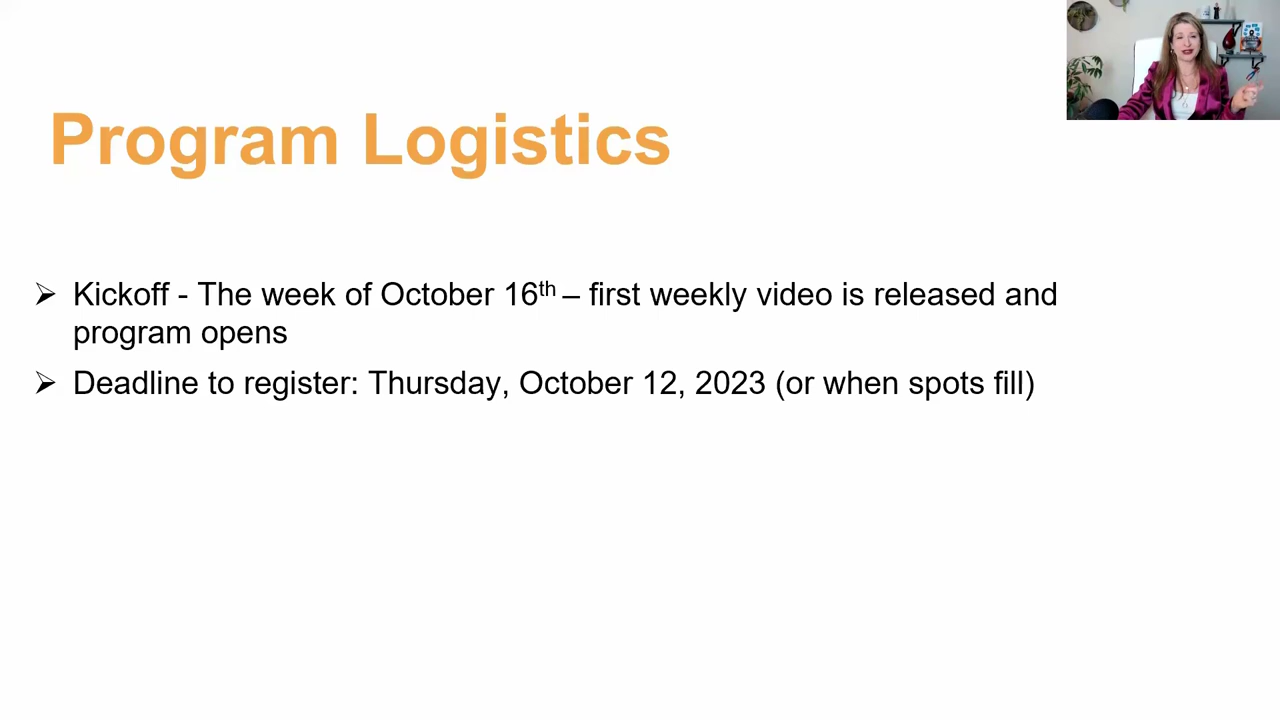 Program Logistics
➢ Kickoff - The week of October 16th – first weekly video is released and
program opens
➢ Deadline to register: Thursday, October 12, 2023 (or when spots fill)